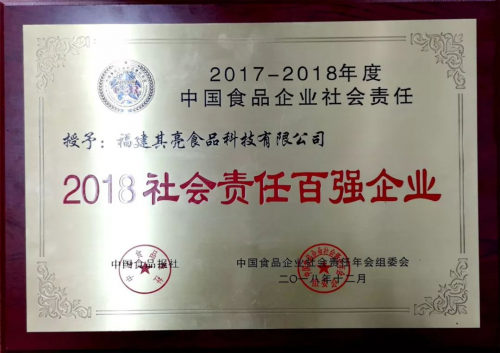 2017-2018年度
中国食品企业社会责任
授予：福建其亮食品科技有限公司
2018社会责任百强企业
中国食品报社
中国食品企业社会责任年会组委会
二〇一八年十二月